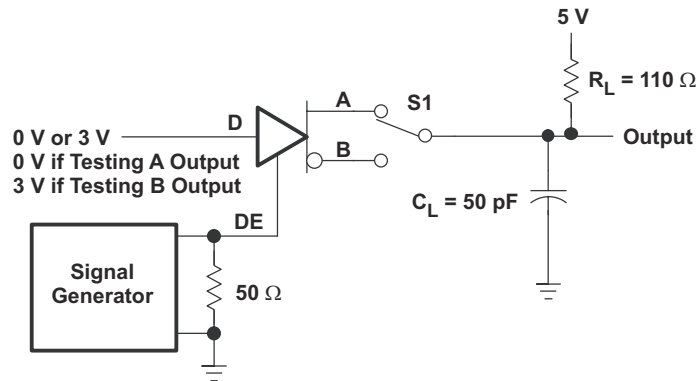 5 V
R_L = 110 Ω
A
S1
D
0 V or 3 V
0 V if Testing A Output
3 V if Testing B Output
B
Output
C_L = 50 pF
DE
Signal
Generator
50 Ω